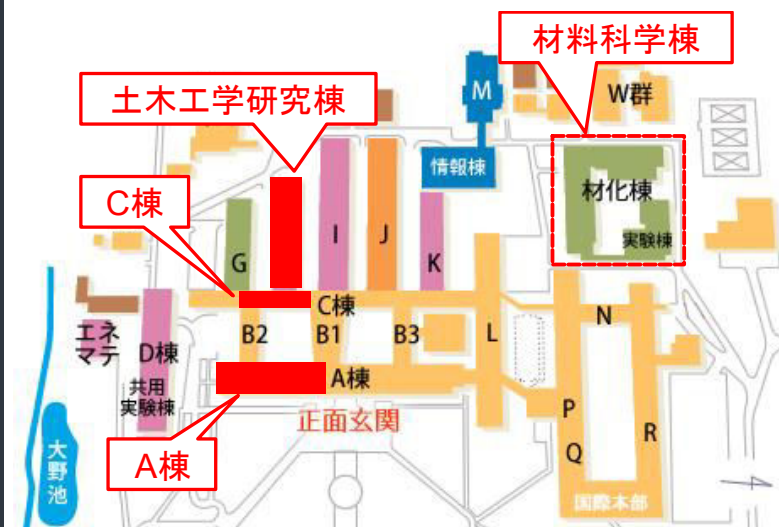 材料科学棟
土木工学研究棟
M
W群
情報棟
材化棟
実験棟
C棟
G
I
J
K
C棟
エネ
マテ
D棟
共用
実験棟
B2
B1
B3
L
N
A棟
正面玄関
P
Q
R
A棟
大野池
国際本部